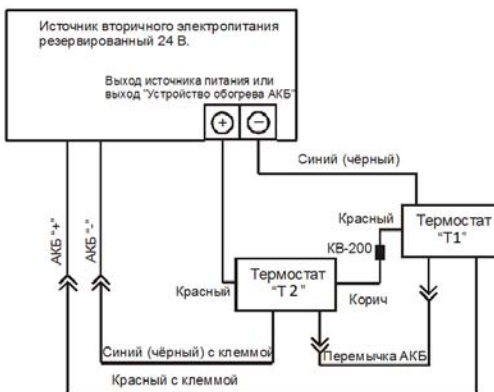 Источник вторичного электропитания
резервированный 24 В.
Выход источника питания или
выход "Устройство обогрева АКБ"
+
−
Синий (чёрный)
АКБ "+"
АКБ "-"
Красный
Термостат
"Т1"
КВ-200
Термостат
"Т2"
Красный
Корич
Синий (чёрный) с клеммой
Перемычка АКБ
Красный с клеммой